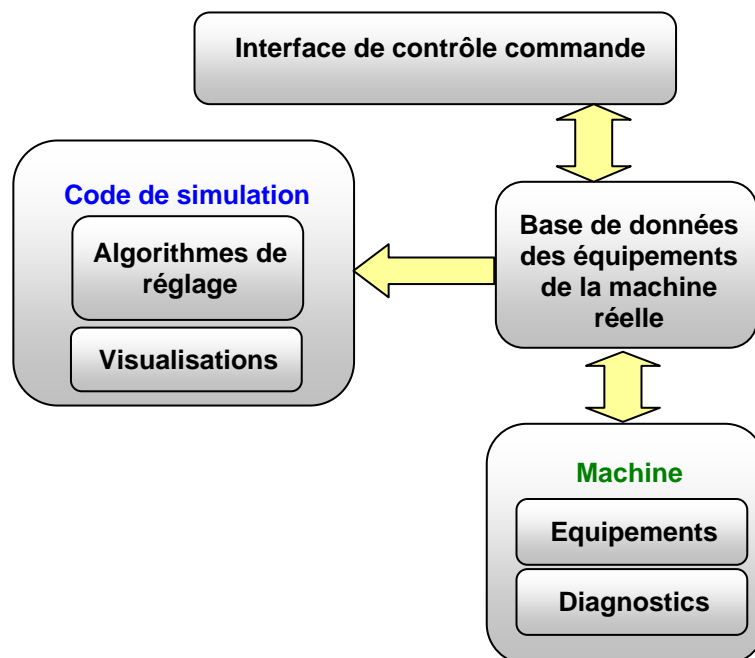 Interface de contrôle commande
Code de simulation
Algorithmes de
réglage
Visualisations
Base de données
des équipements
de la machine
réelle
Machine
Equipements
Diagnostics